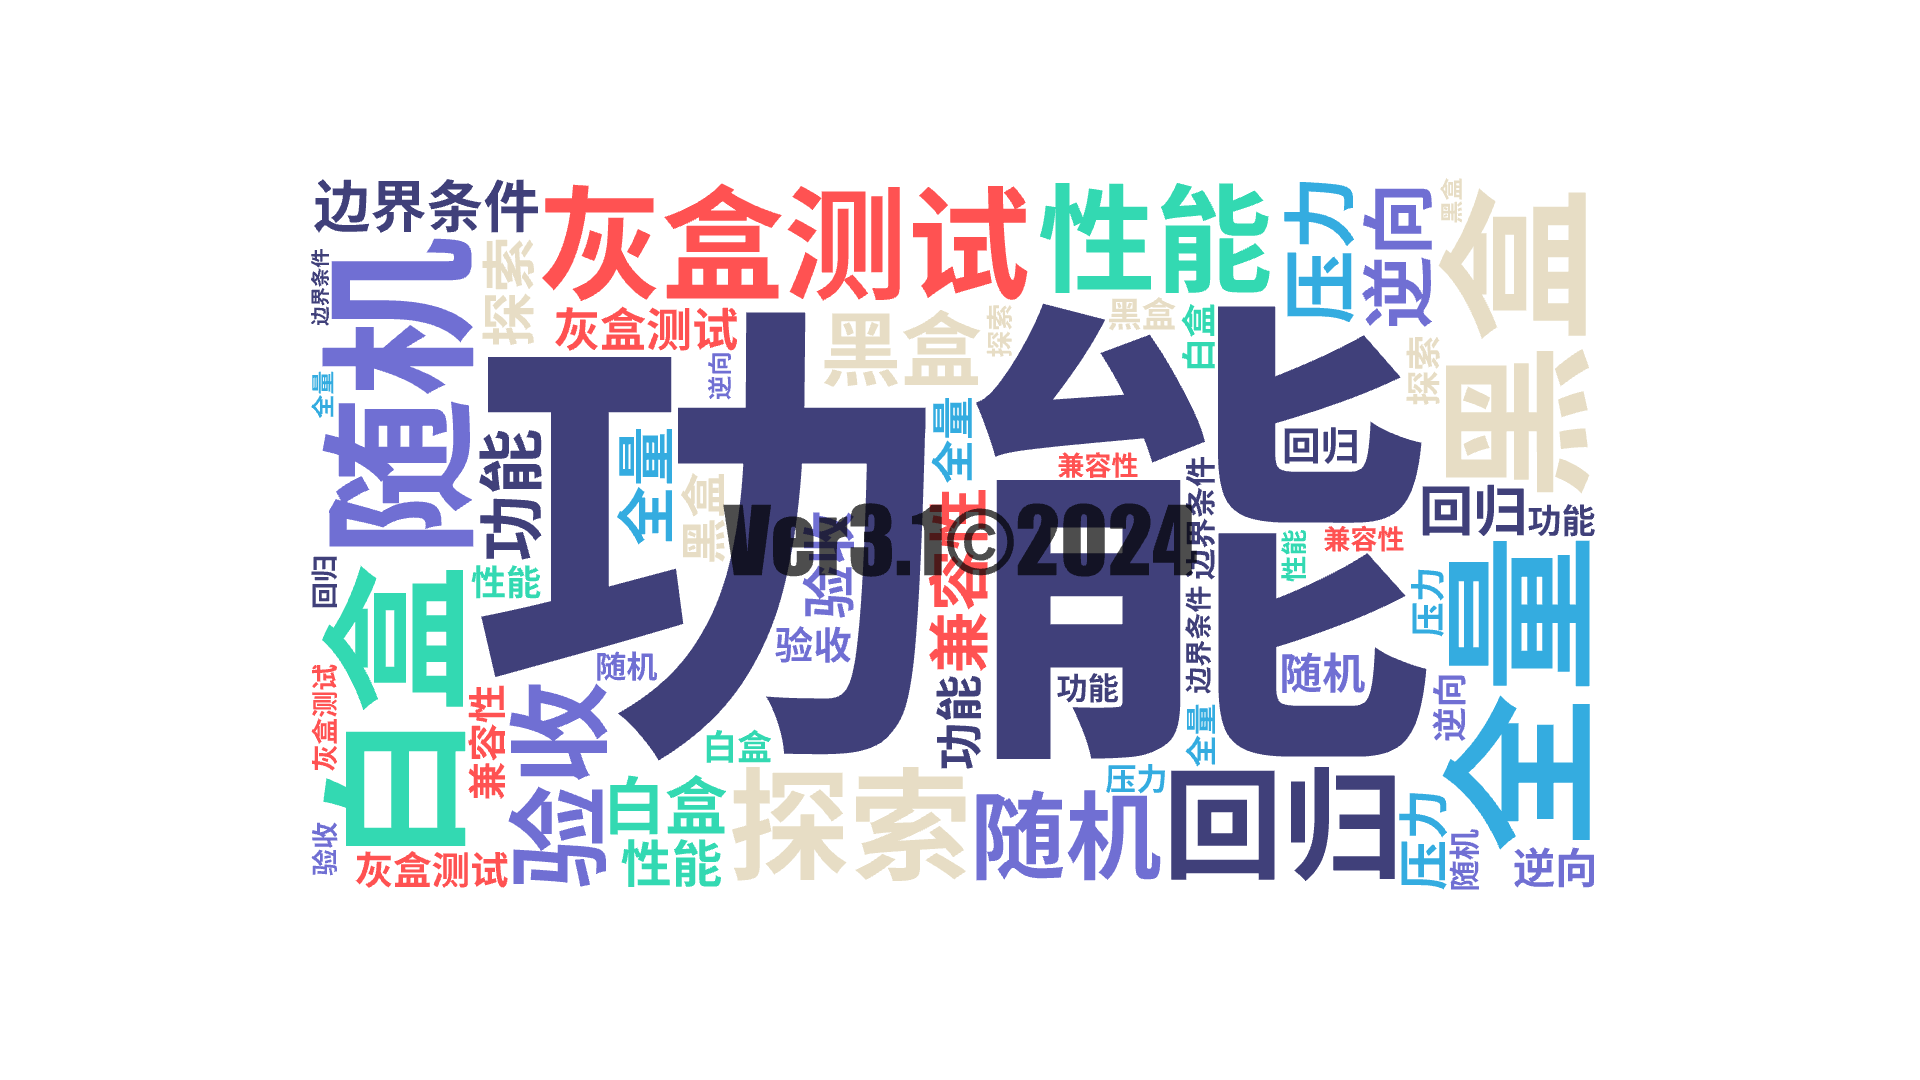 边界条件
灰盒测试
性能
压力
逆向
黑盒
黑盒
边界条件
随机
探索
灰盒测试
黑盒
探索
黑盒
白盒
探索
逆向
全量
功能
全量
全量
功能
兼容性
回归
边界条件
回归
功能
黑盒
验收
兼容性
Ver3.1©2024
性能
兼容性
回归
白盒
性能
压力
全量
边界条件
验收
随机
功能
随机
逆向
灰盒测试
兼容性
验收
功能
全量
白盒
压力
白盒
探索
随机
回归
压力
随机
逆向
验收
灰盒测试
性能